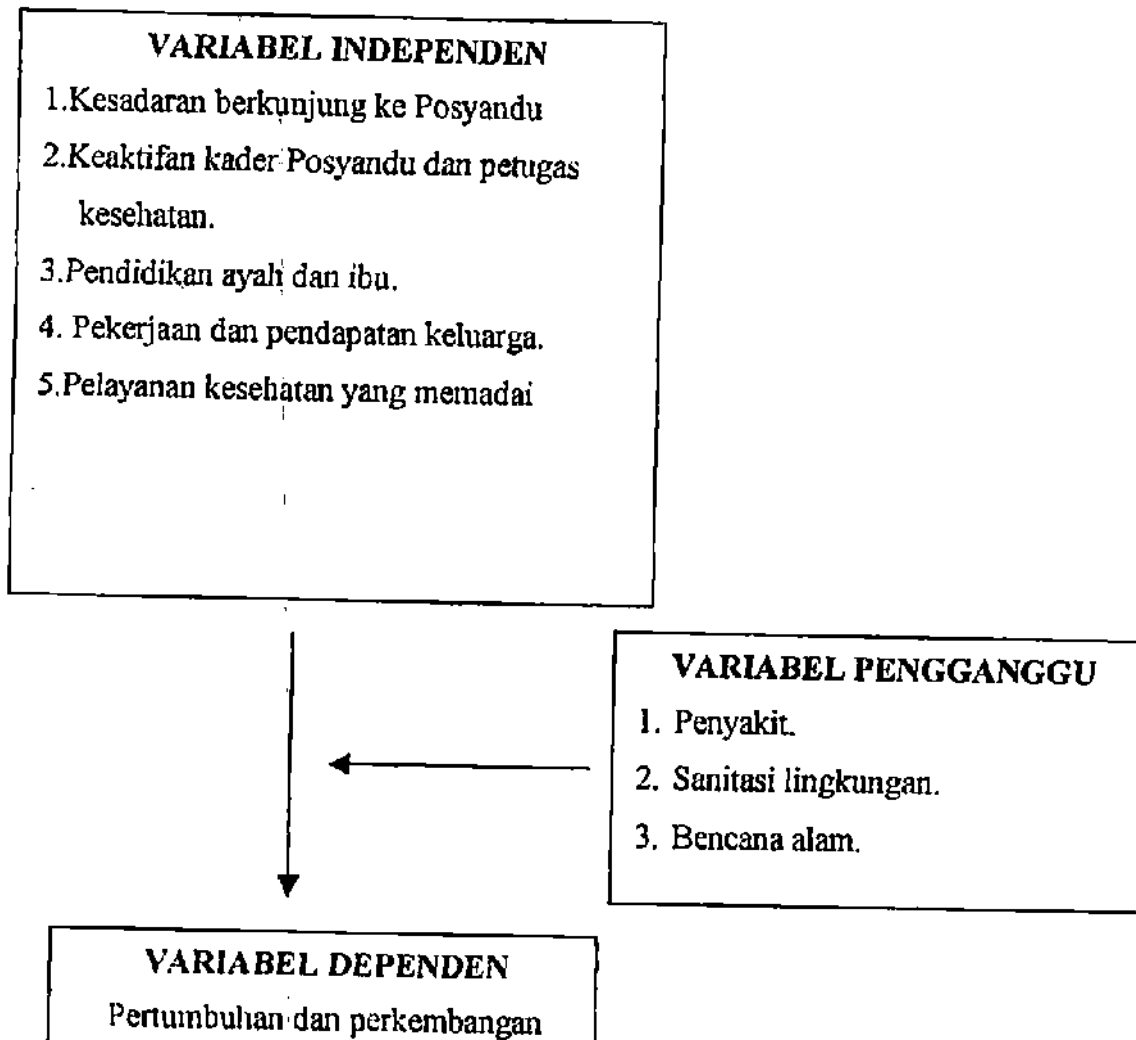 VARIABEL INDEPENDEN
1.Kesadaran berkunjung ke Posyandu
2.Keaktifan kader Posyandu dan petugas
kesehatan.
3.Pendidikan ayah dan ibu.
4. Pekerjaan dan pendapatan keluarga.
5.Pelayanan kesehatan yang memadai
VARIABEL PENGGANGGU
1. Penyakit.
2. Sanitasi lingkungan.
3. Bencana alam.
VARIABEL DEPENDEN
Pertumbuhan dan perkembangan